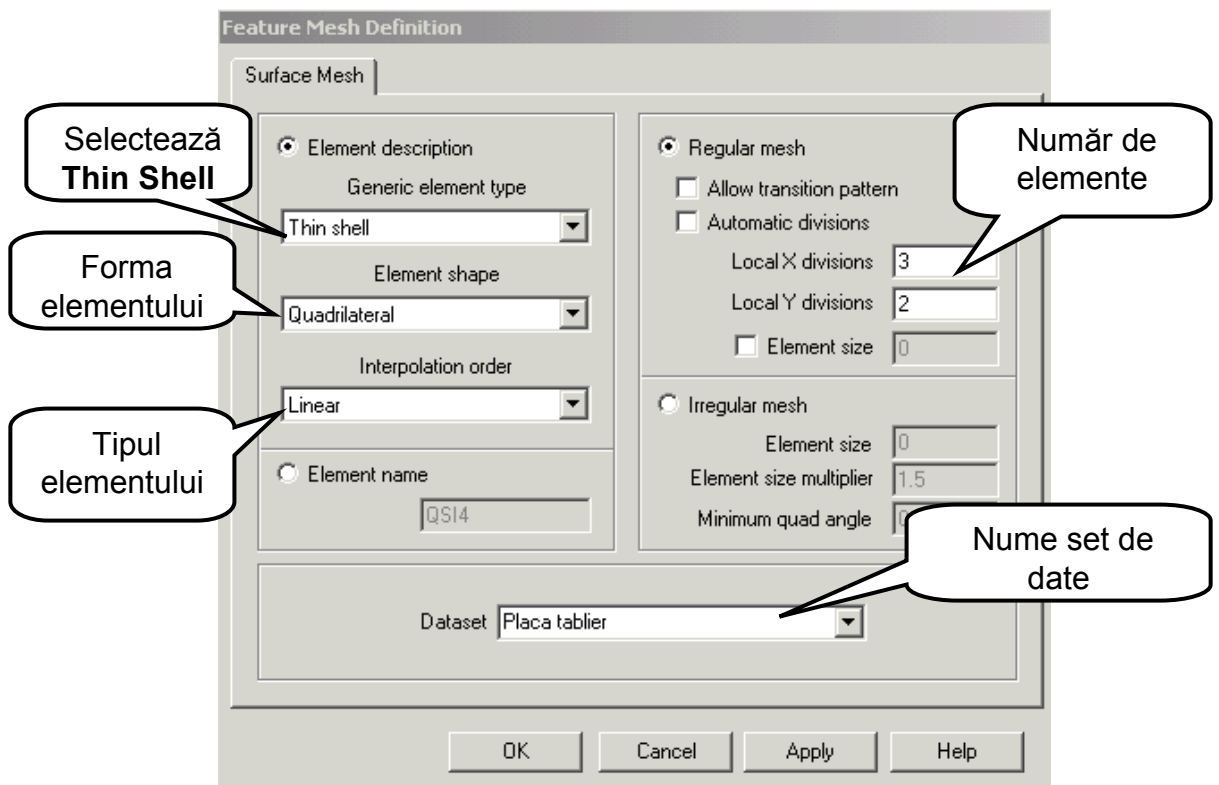 Feature Mesh Definition
Surface Mesh
Selectează
Thin Shell
Element description
Generic element type
Thin shell
Forma
elementului
Element shape
Quadrilateral
Interpolation order
Linear
Tipul
elementului
Element name
QSI4
Regular mesh
Allow transition pattern
Automatic divisions
Local X divisions 3
Local Y divisions 2
Element size 0
Număr de
elemente
Irregular mesh
Element size 0
Element size multiplier 1.5
Minimum quad angle
Nume set de
date
Dataset Placa tablier
OK Cancel Apply Help